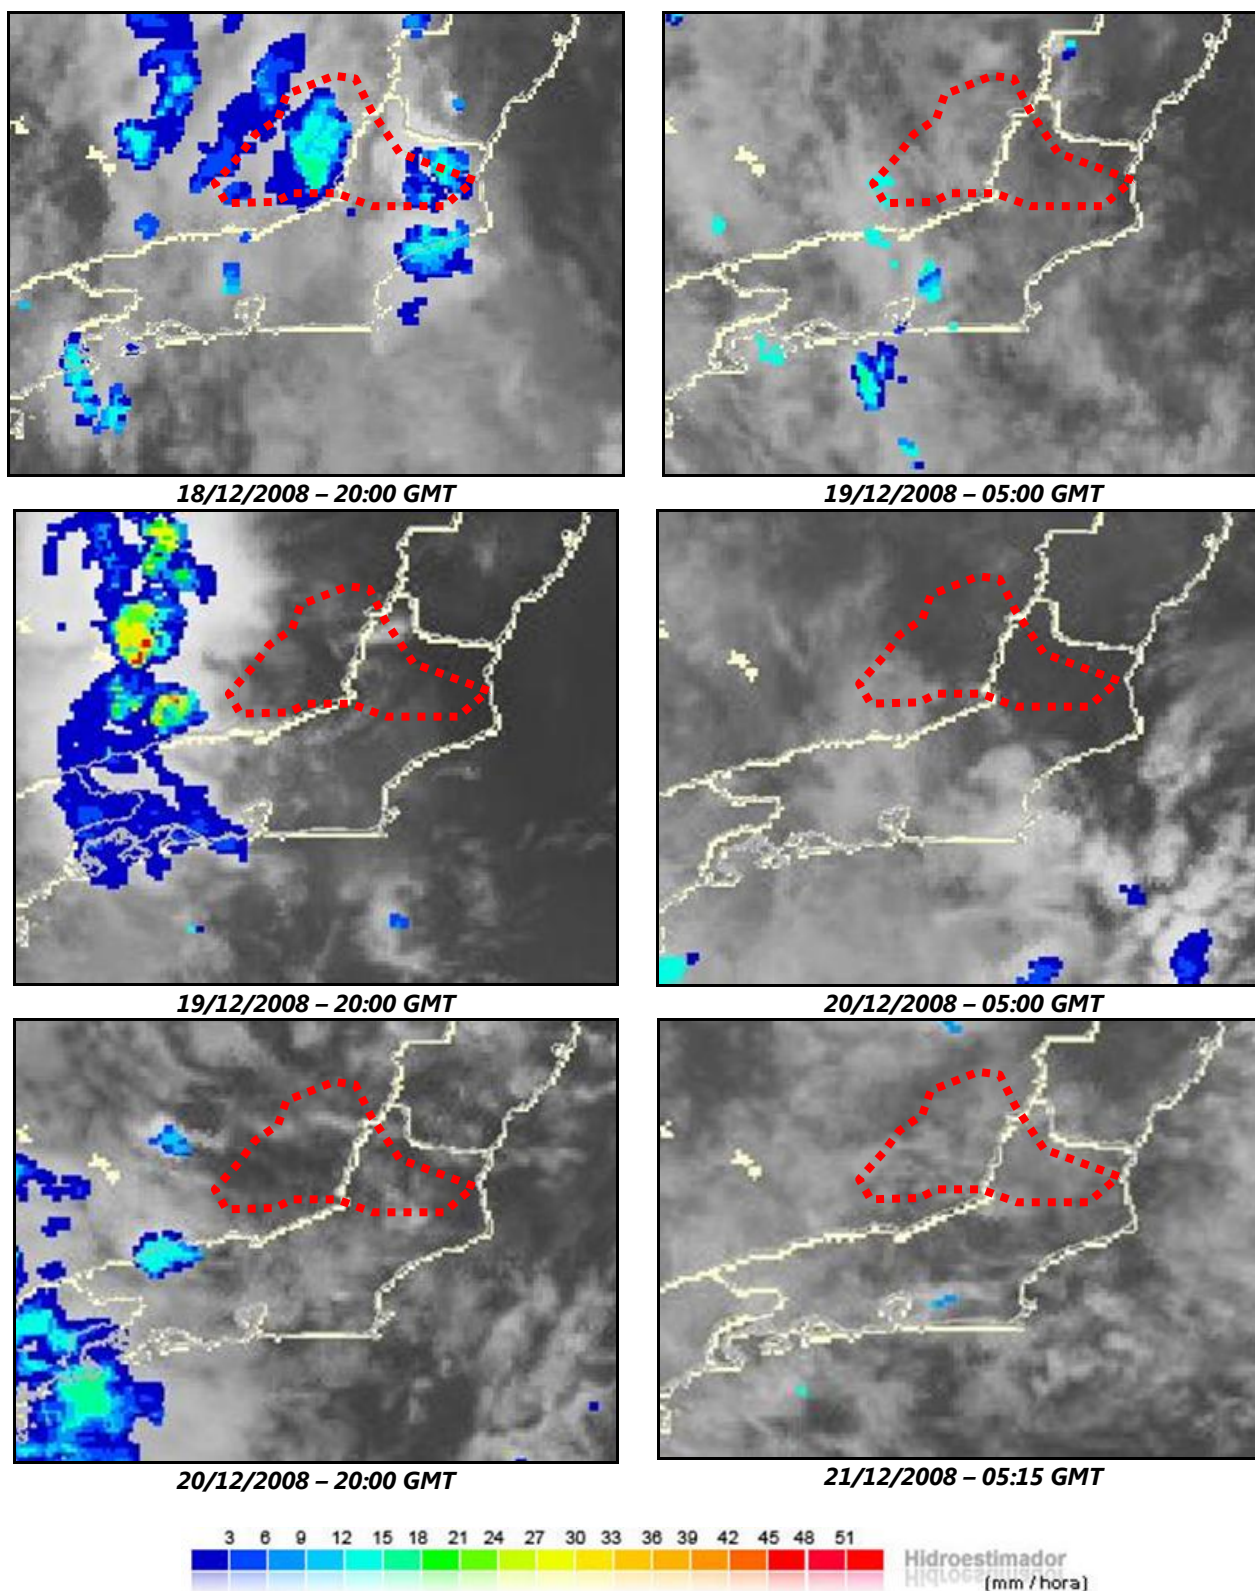 18/12/2008 – 20:00 GMT
19/12/2008 – 05:00 GMT
19/12/2008 – 20:00 GMT
20/12/2008 – 05:00 GMT
20/12/2008 – 20:00 GMT
21/12/2008 – 05:15 GMT
3 6 9 12 15 18 21 24 27 30 33 36 39 42 45 48 51
Hidroestimador
(mm/hora)